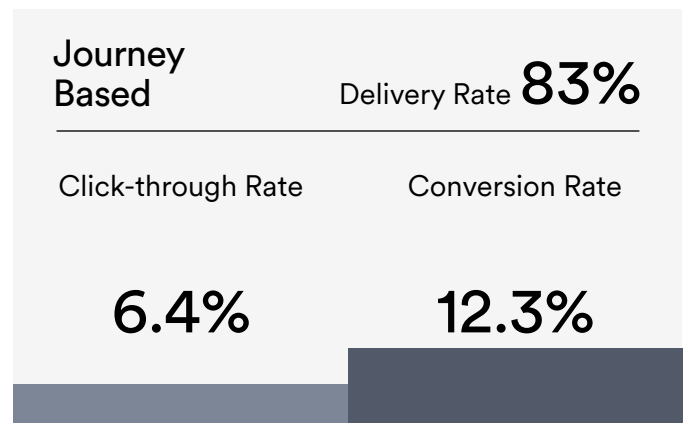 Journey
Based
Delivery Rate 83%
Click-through Rate
Conversion Rate
6.4%
12.3%